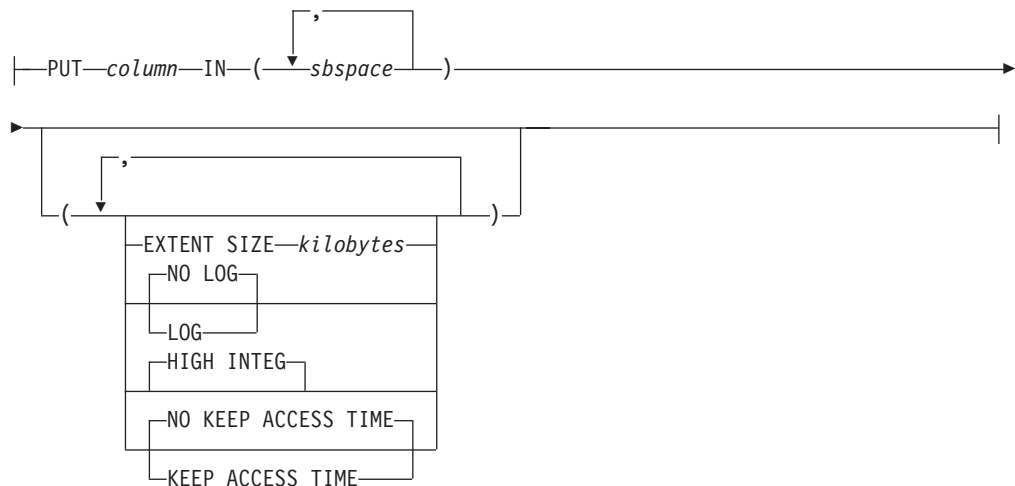 ,
PUT column IN ( sbspace )
,
( )
EXTENT SIZE kilobytes
NO LOG
LOG
HIGH INTEG
NO KEEP ACCESS TIME
KEEP ACCESS TIME